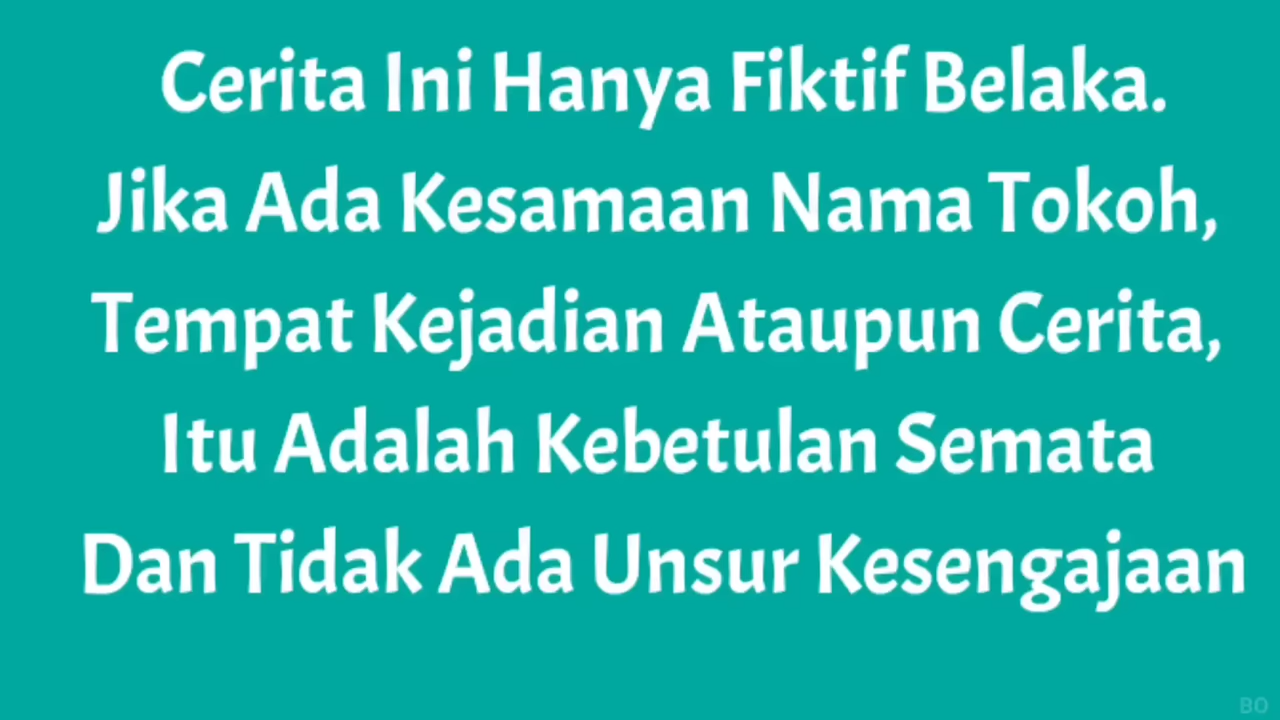 Cerita Ini Hanya Fiktif Belaka.
Jika Ada Kesamaan Nama Tokoh,
Tempat Kejadian Ataupun Cerita,
Itu Adalah Kebetulan Semata
Dan Tidak Ada Unsur Kesengajaan
BO